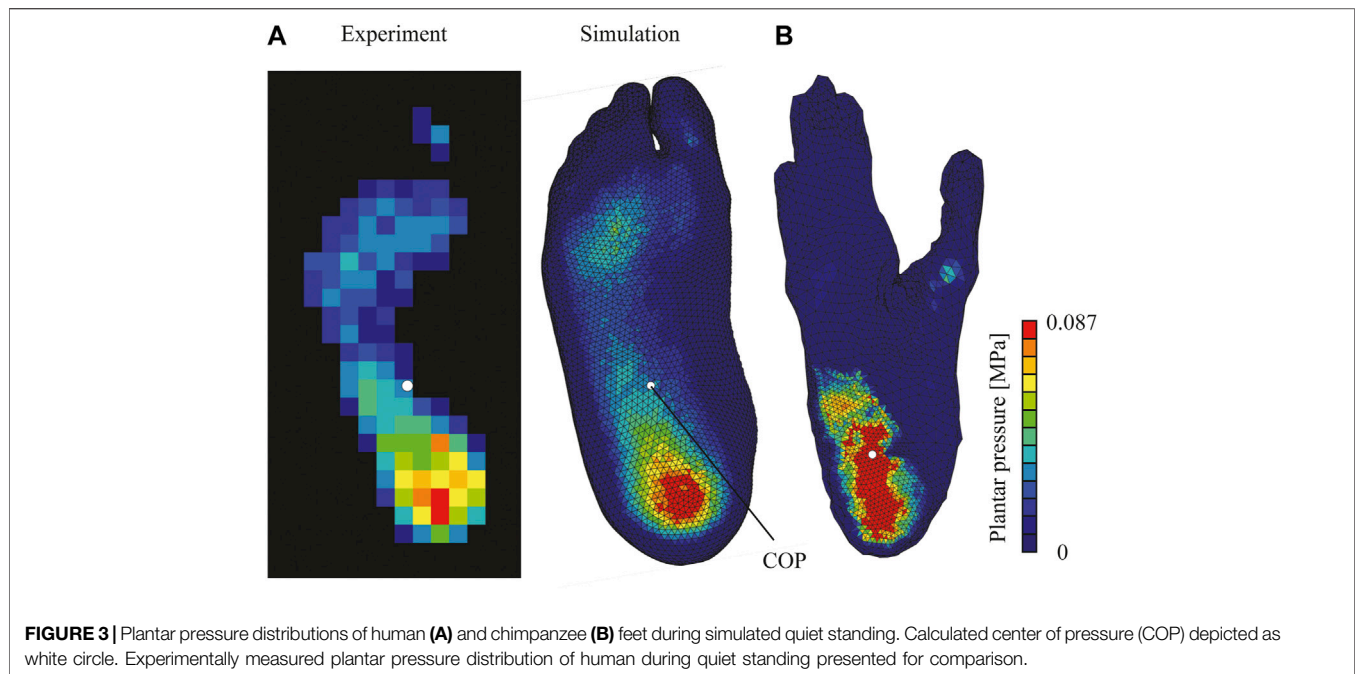 A Experiment Simulation B
COP
Plantar pressure [MPa]
0.087
0
FIGURE 3 | Plantar pressure distributions of human (A) and chimpanzee (B) feet during simulated quiet standing. Calculated center of pressure (COP) depicted as
white circle. Experimentally measured plantar pressure distribution of human during quiet standing presented for comparison.